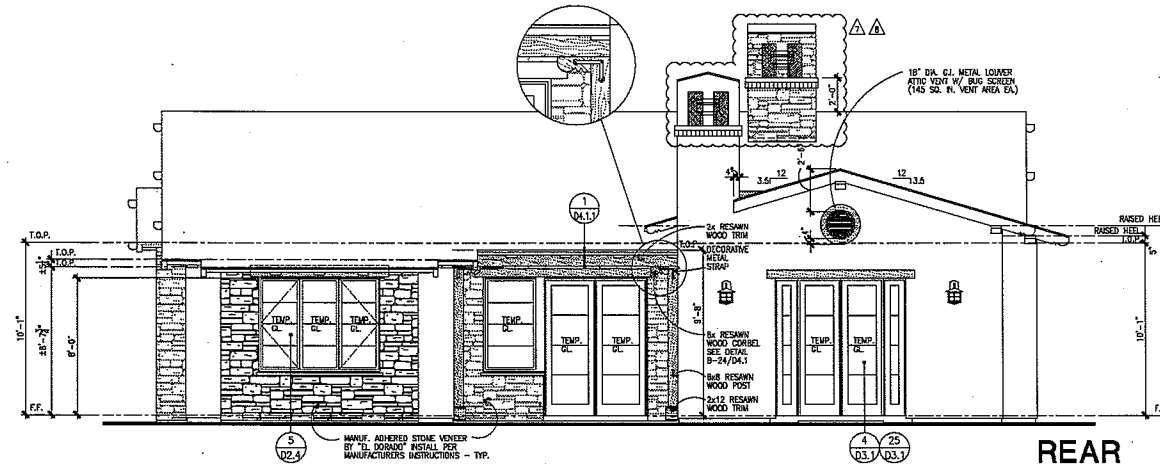 7 8
18" DIA. G.I. METAL LOUVER
ATTIC VENT W/ BUG SCREEN
(145 SQ. IN. VENT AREA EA.)
2'-0"
2'-6"
4"
3.5 12
12 3.5
1
D4.1.1
2x RESAWN
WOOD TRIM
T.O.P.
DECORATIVE
METAL
STRAP
RAISED HEEL
RAISED HEEL
T.O.P.
5"
T.O.P.
T.O.P.
T.O.P.
10'-1"
8'-0"
9'-8"
10'-1"
TEMP.
GL.
TEMP.
GL.
TEMP.
GL.
TEMP.
GL.
TEMP.
GL.
TEMP.
GL.
TEMP.
GL.
TEMP.
GL.
8x RESAWN
WOOD CORBEL
SEE DETAIL
B-24/D4.1
6x8 RESAWN
WOOD POST
2x12 RESAWN
WOOD TRIM
F.F.
F.
5
D2.4
MANUF. ADHERED STONE VENEER
BY "EL DORADO" INSTALL PER
MANUFACTURERS INSTRUCTIONS - TYP.
4
D3.1
25
D3.1
REAR